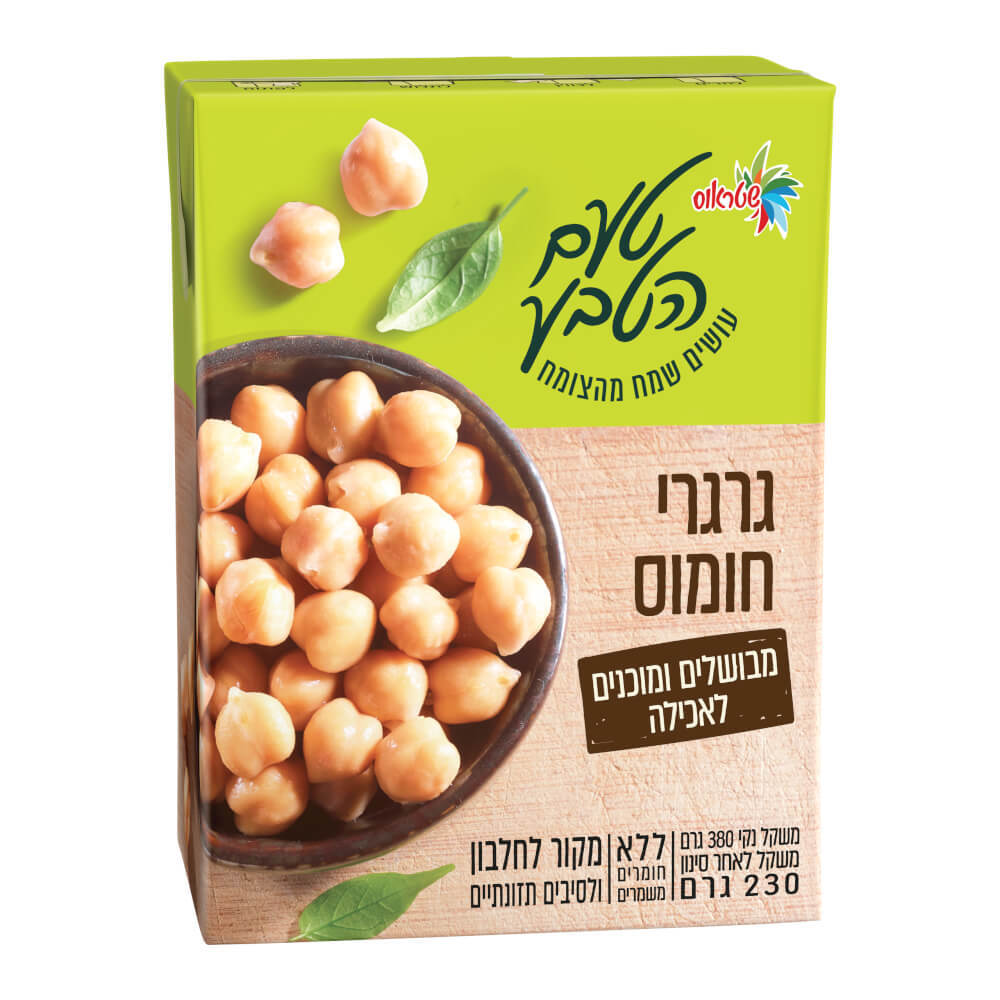 שטראוס
טעם
הטבע
עושים שמח מהצומח
גרגרי
חומוס
מבושלים ומוכנים
לאכילה
משקל נקי 380 גרם
משקל לאחר סינון
230 גרם
ללא
חומרים
משמרים
מקור לחלבון
ולסיבים תזונתיים